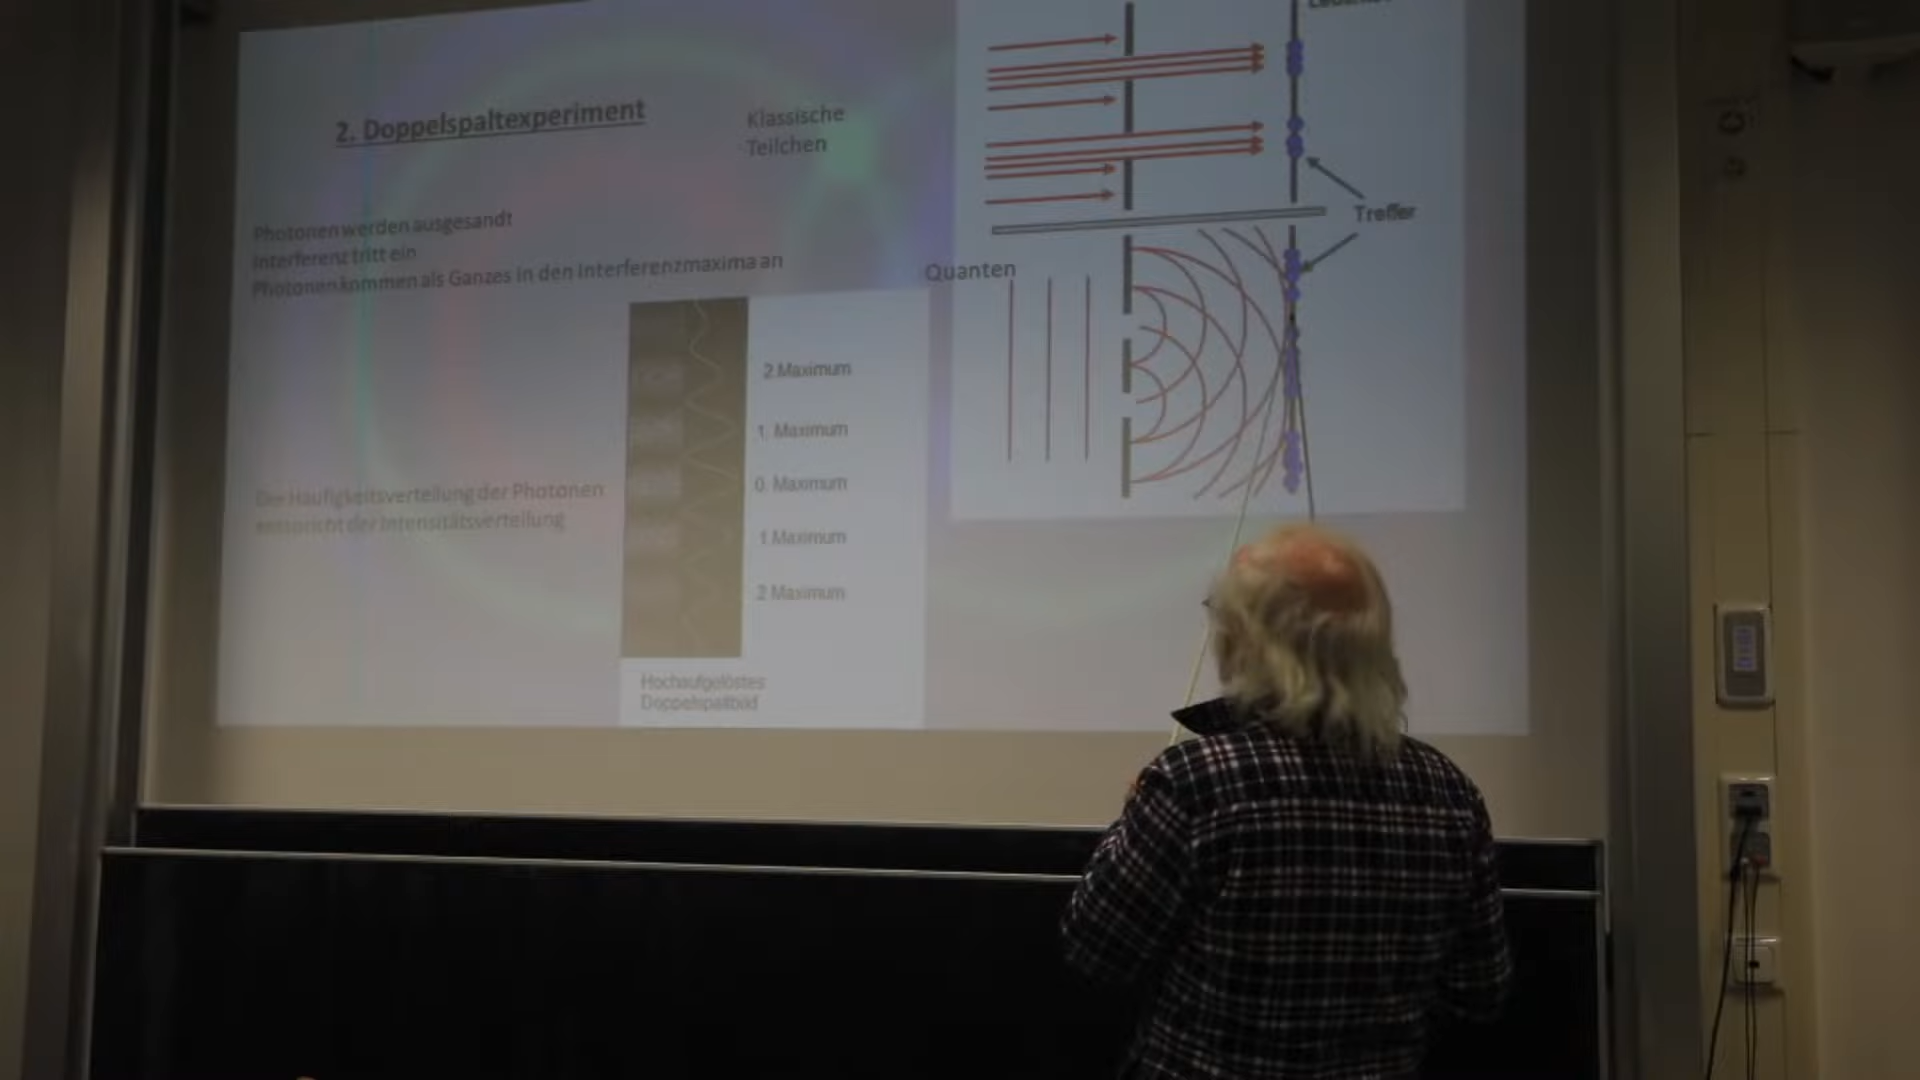 2. Doppelspaltexperiment
Klassische
Teilchen
Photonen werden ausgesandt
Interferenz tritt ein
Photonen kommen als Ganzes in den Interferenzmaxima an
Treffer
Quanten
2 Maximum
1. Maximum
0. Maximum
1 Maximum
2 Maximum
Die Häufigkeitsverteilung der Photonen
entspricht der Intensitätsverteilung
Hochaufgelöstes
Doppelspaltbild